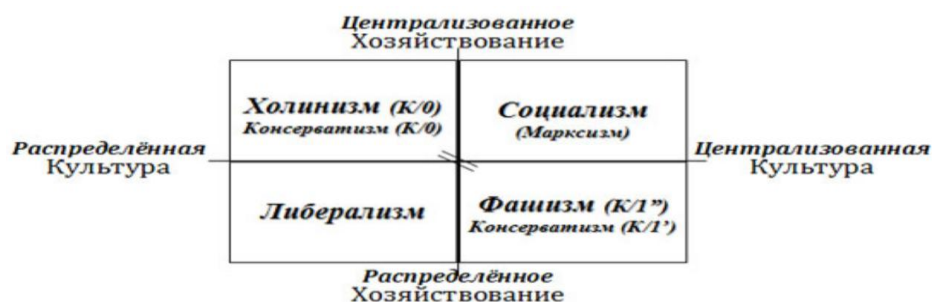 Централизованное
Хозяйствование
Холинизм (К/0)
Консерватизм (К/0)
Социализм
(Марксизм)
Распределённая
Культура
Централизованная
Культура
Либерализм
Фашизм (К/1”)
Консерватизм (К/1’)
Распределённое
Хозяйствование